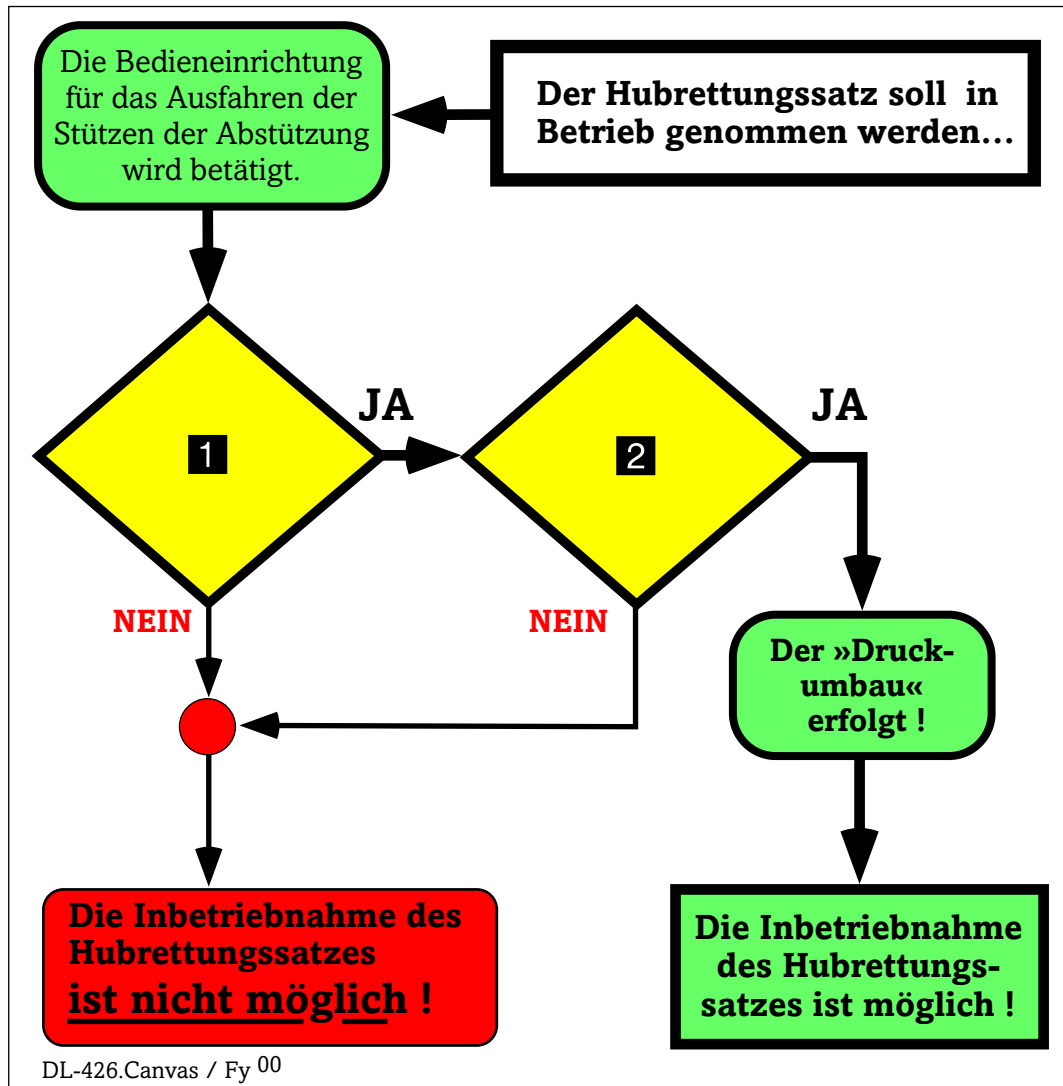 Die Bedieneinrichtung
für das Ausfahren der
Stützen der Abstützung
wird betätigt.
Der Hubrettungssatz soll in
Betrieb genommen werden...
JA
JA
1
2
NEIN
NEIN
Der »Druck-
umbau«
erfolgt !
Die Inbetriebnahme des
Hubrettungssatzes
ist nicht möglich !
Die Inbetriebnahme
des Hubrettungs-
satzes ist möglich !
DL-426.Canvas / Fy 00